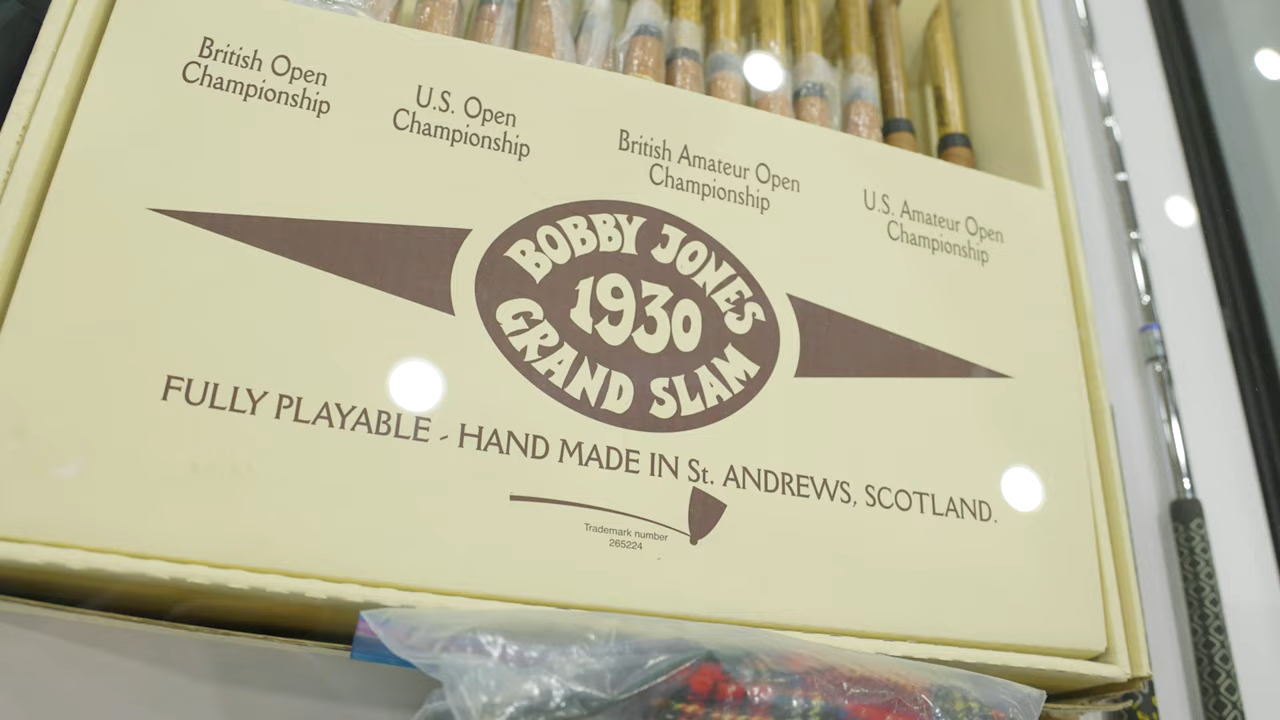 British Open
Championship
U.S. Open
Championship
British Amateur Open
Championship
U.S. Amateur Open
Championship
BOBBY JONES
1930
GRAND SLAM
FULLY PLAYABLE - HAND MADE IN St. ANDREWS, SCOTLAND.
Trademark number
265224